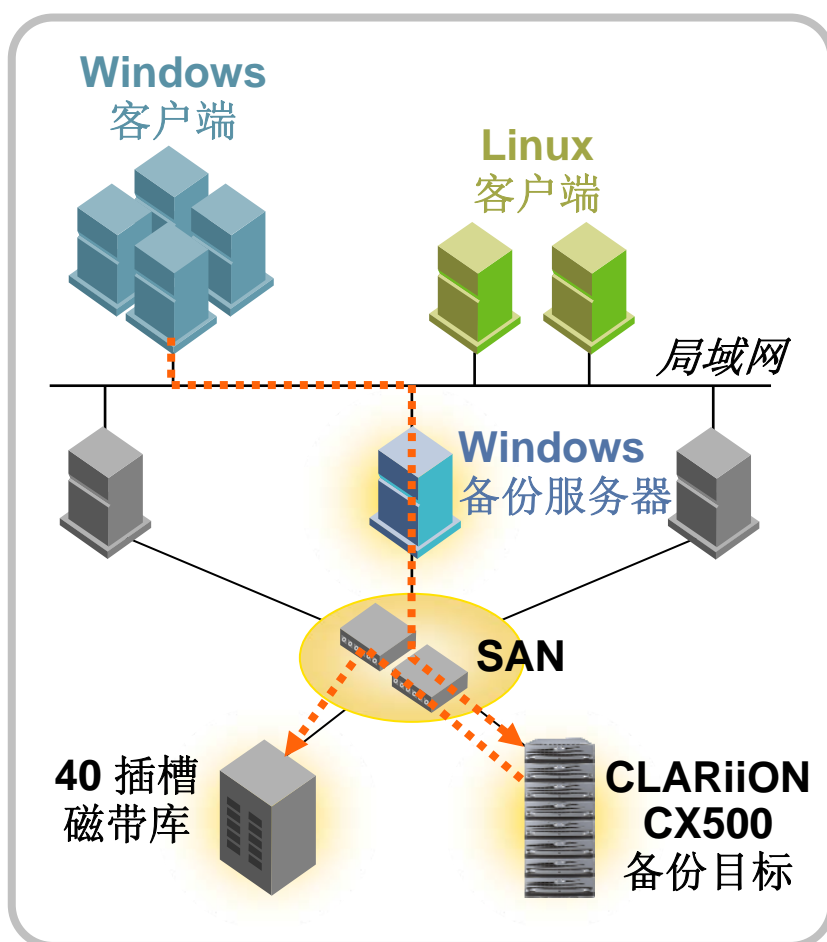 Windows
客户端
Linux
客户端
局域网
Windows
备份服务器
SAN
40 插槽
磁带库
CLARiiON
CX500
备份目标